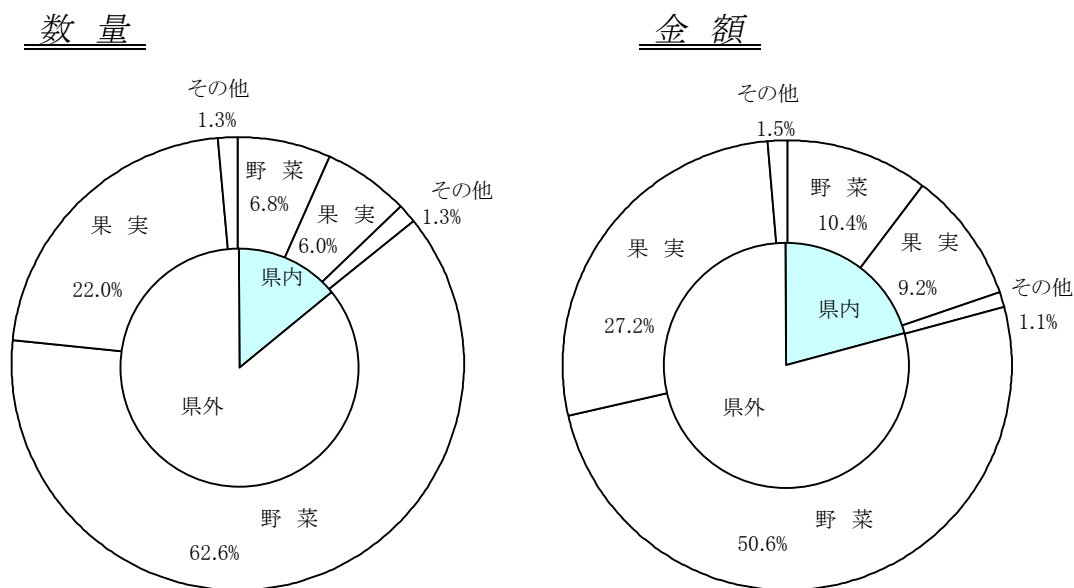 数 量
その他
1.3%
野 菜
6.8%
果 実
6.0%
その他
1.3%
果 実
22.0%
県内
県外
野 菜
62.6%
金 額
その他
1.5%
野 菜
10.4%
果 実
9.2%
その他
1.1%
果 実
27.2%
県内
県外
野 菜
50.6%